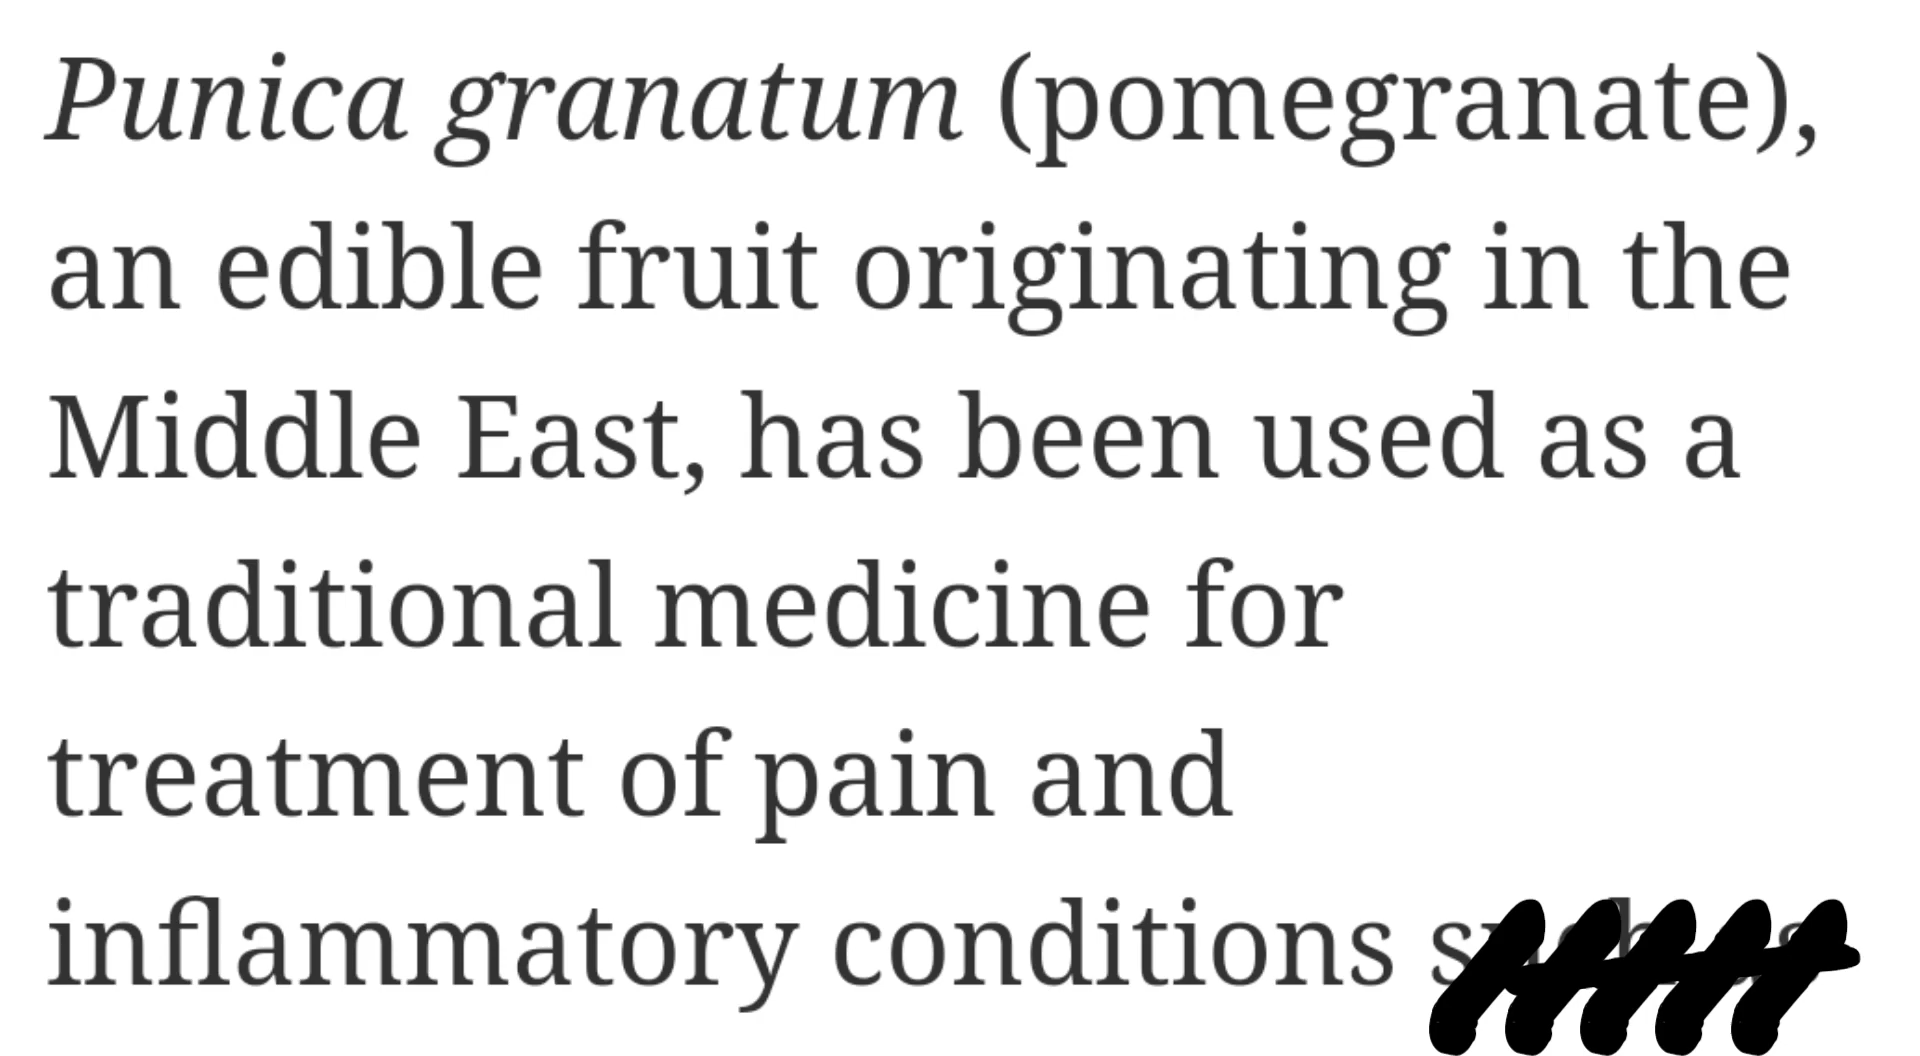 Punica granatum (pomegranate),
an edible fruit originating in the
Middle East, has been used as a
traditional medicine for
treatment of pain and
inflammatory conditions